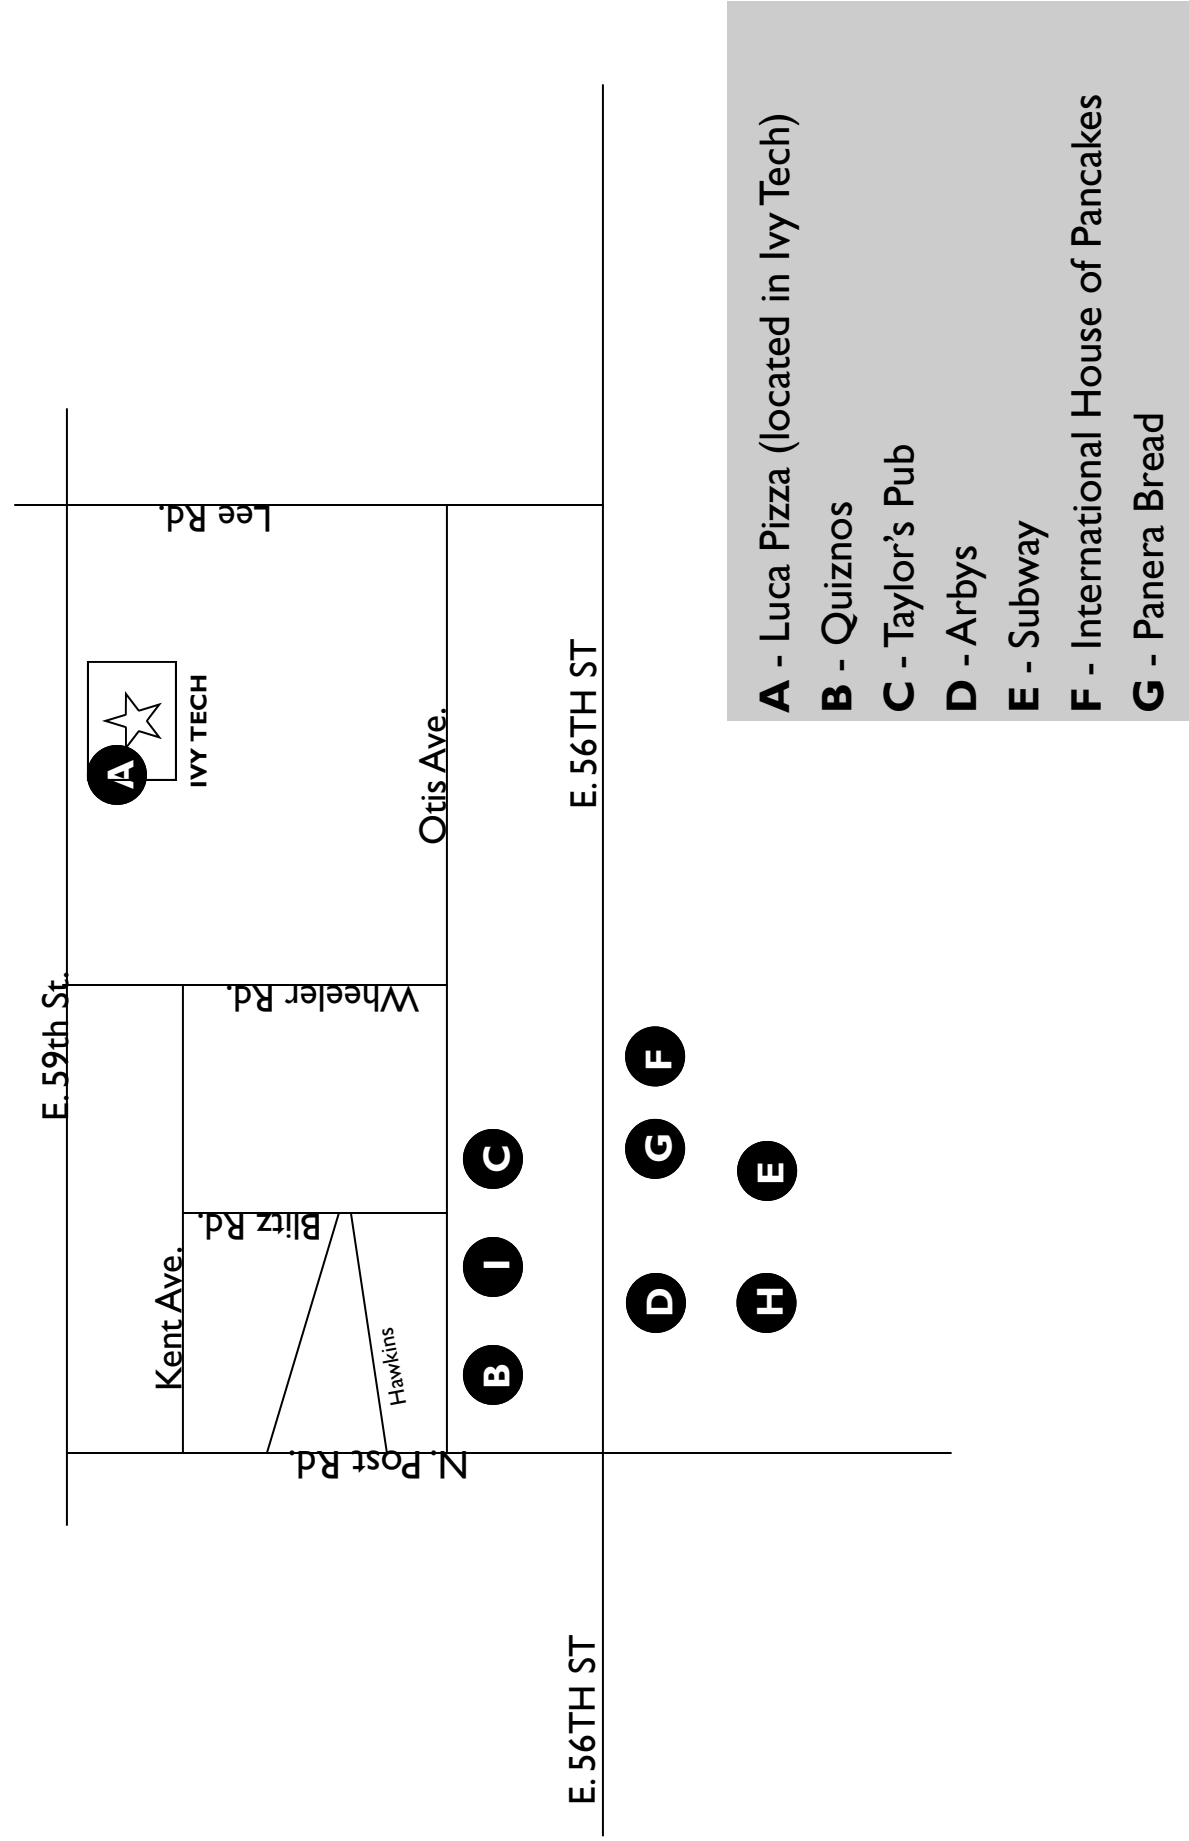 E. 59th St.
Lee Rd.
A
IVY TECH
Wheeler Rd.
Kent Ave.
Blitz Rd.
Hawkins
N. Post Rd.
Otis Ave.
B
I
C
E. 56TH ST
E. 56TH ST
D
G
F
H
E
A - Luca Pizza (located in Ivy Tech)
B - Quiznos
C - Taylor’s Pub
D - Arbys
E - Subway
F - International House of Pancakes
G - Panera Bread